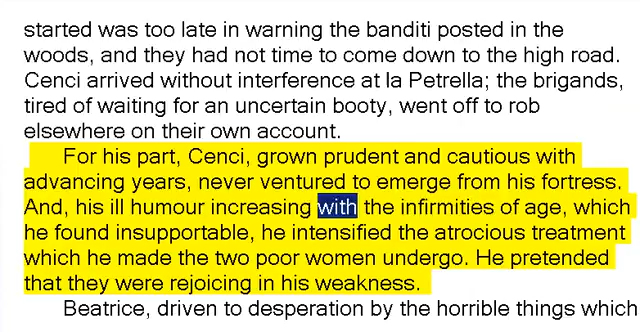 started was too late in warning the banditi posted in the
woods, and they had not time to come down to the high road.
Cenci arrived without interference at la Petrella; the brigands,
tired of waiting for an uncertain booty, went off to rob
elsewhere on their own account.
For his part, Cenci, grown prudent and cautious with
advancing years, never ventured to emerge from his fortress.
And, his ill humour increasing with the infirmities of age, which
he found insupportable, he intensified the atrocious treatment
which he made the two poor women undergo. He pretended
that they were rejoicing in his weakness.
Beatrice, driven to desperation by the horrible things which